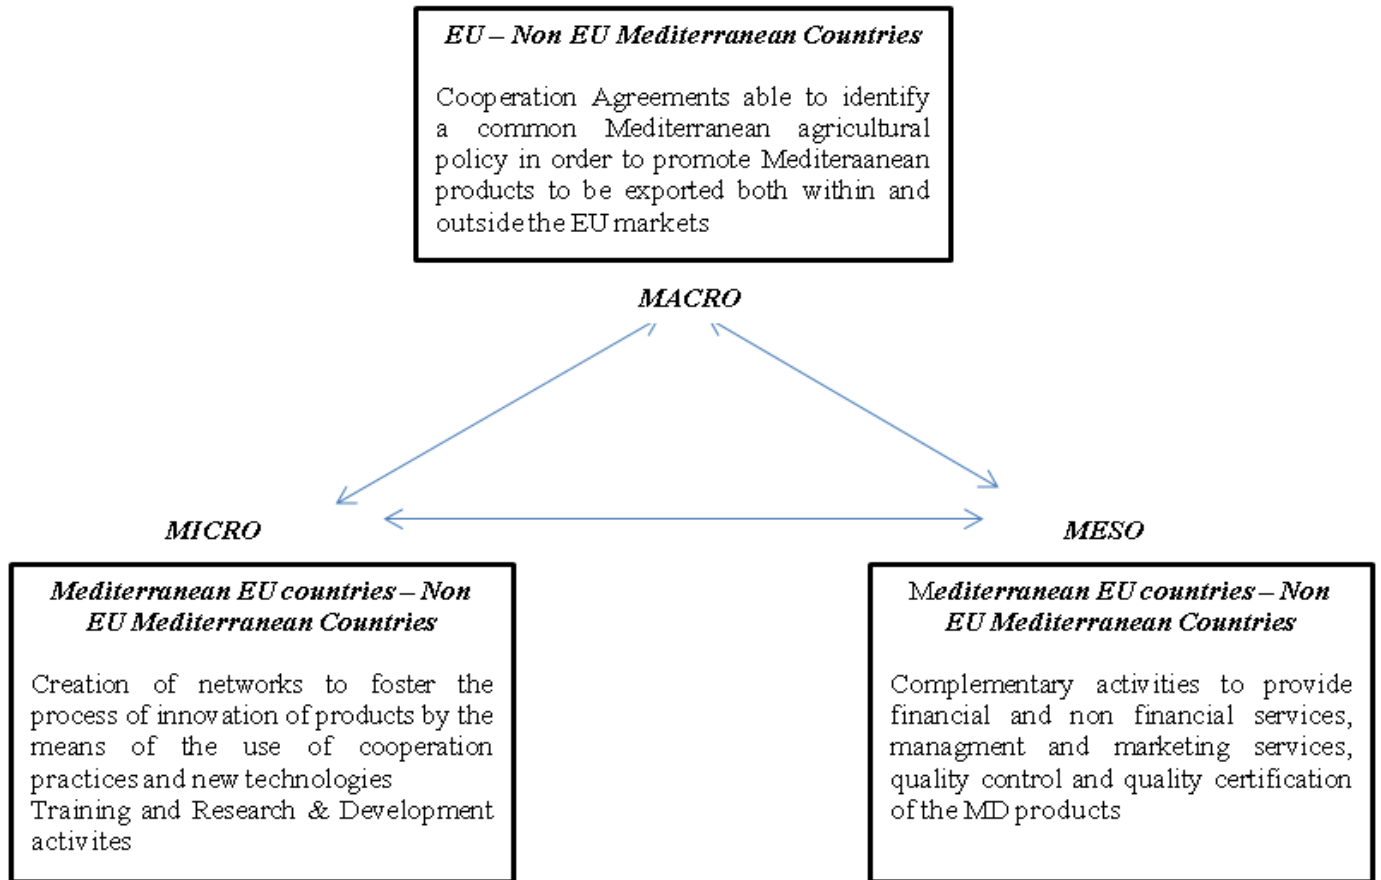 EU – Non EU Mediterranean Countries
Cooperation Agreements able to identify
a common Mediterranean agricultural
policy in order to promote Mediteraanean
products to be exported both within and
outside the EU markets
MACRO
MICRO
MESO
Mediterranean EU countries – Non
EU Mediterranean Countries
Creation of networks to foster the
process of innovation of products by the
means of the use of cooperation
practices and new technologies
Training and Research & Development
activites
Mediterranean EU countries – Non
EU Mediterranean Countries
Complementary activities to provide
financial and non financial services,
managment and marketing services,
quality control and quality certification
of the MD products